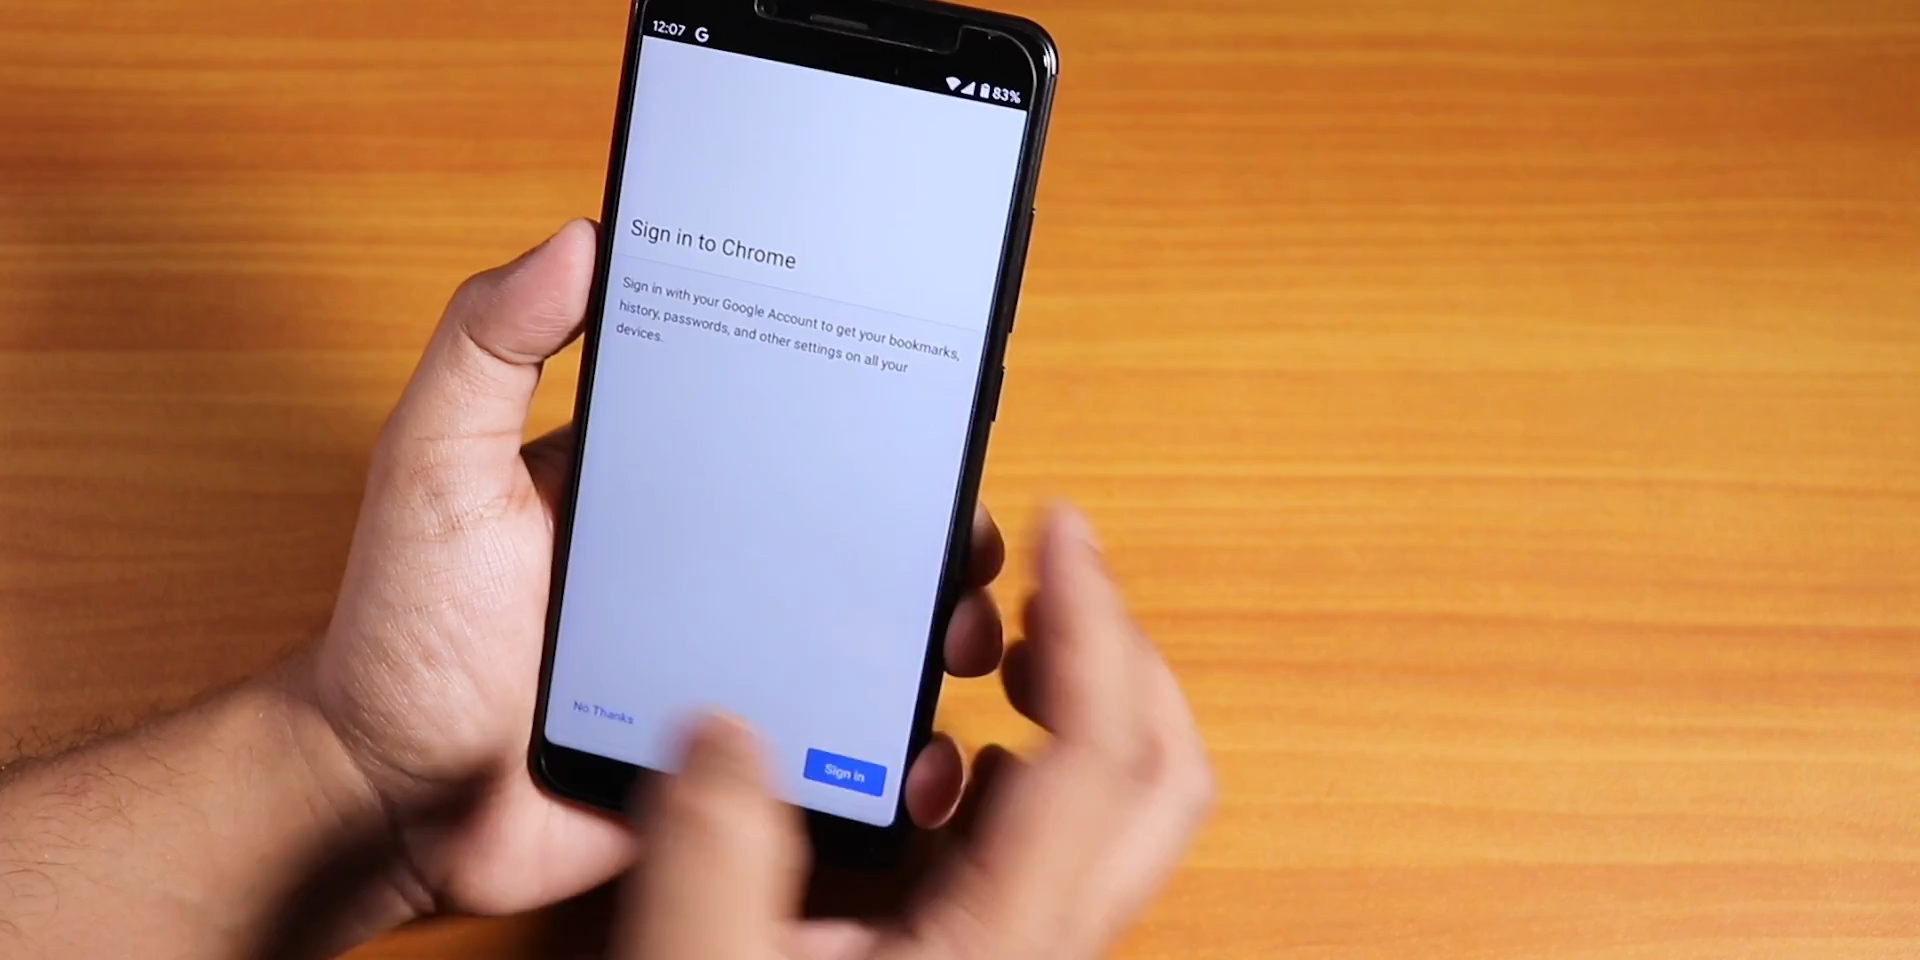 12:07 G
83%
Sign in to Chrome
Sign in with your Google Account to get your bookmarks,
history, passwords, and other settings on all your
devices.
No Thanks
Sign in